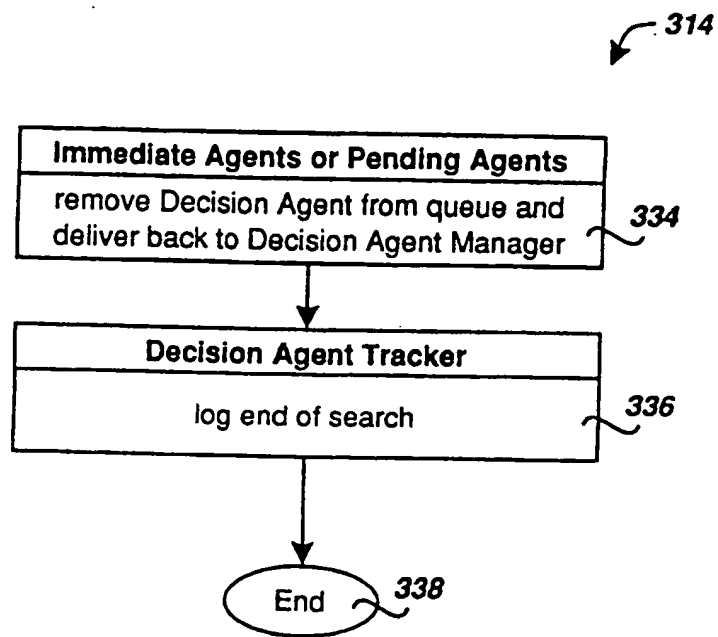 314
Immediate Agents or Pending Agents
remove Decision Agent from queue and
deliver back to Decision Agent Manager
334
Decision Agent Tracker
log end of search
336
End
338